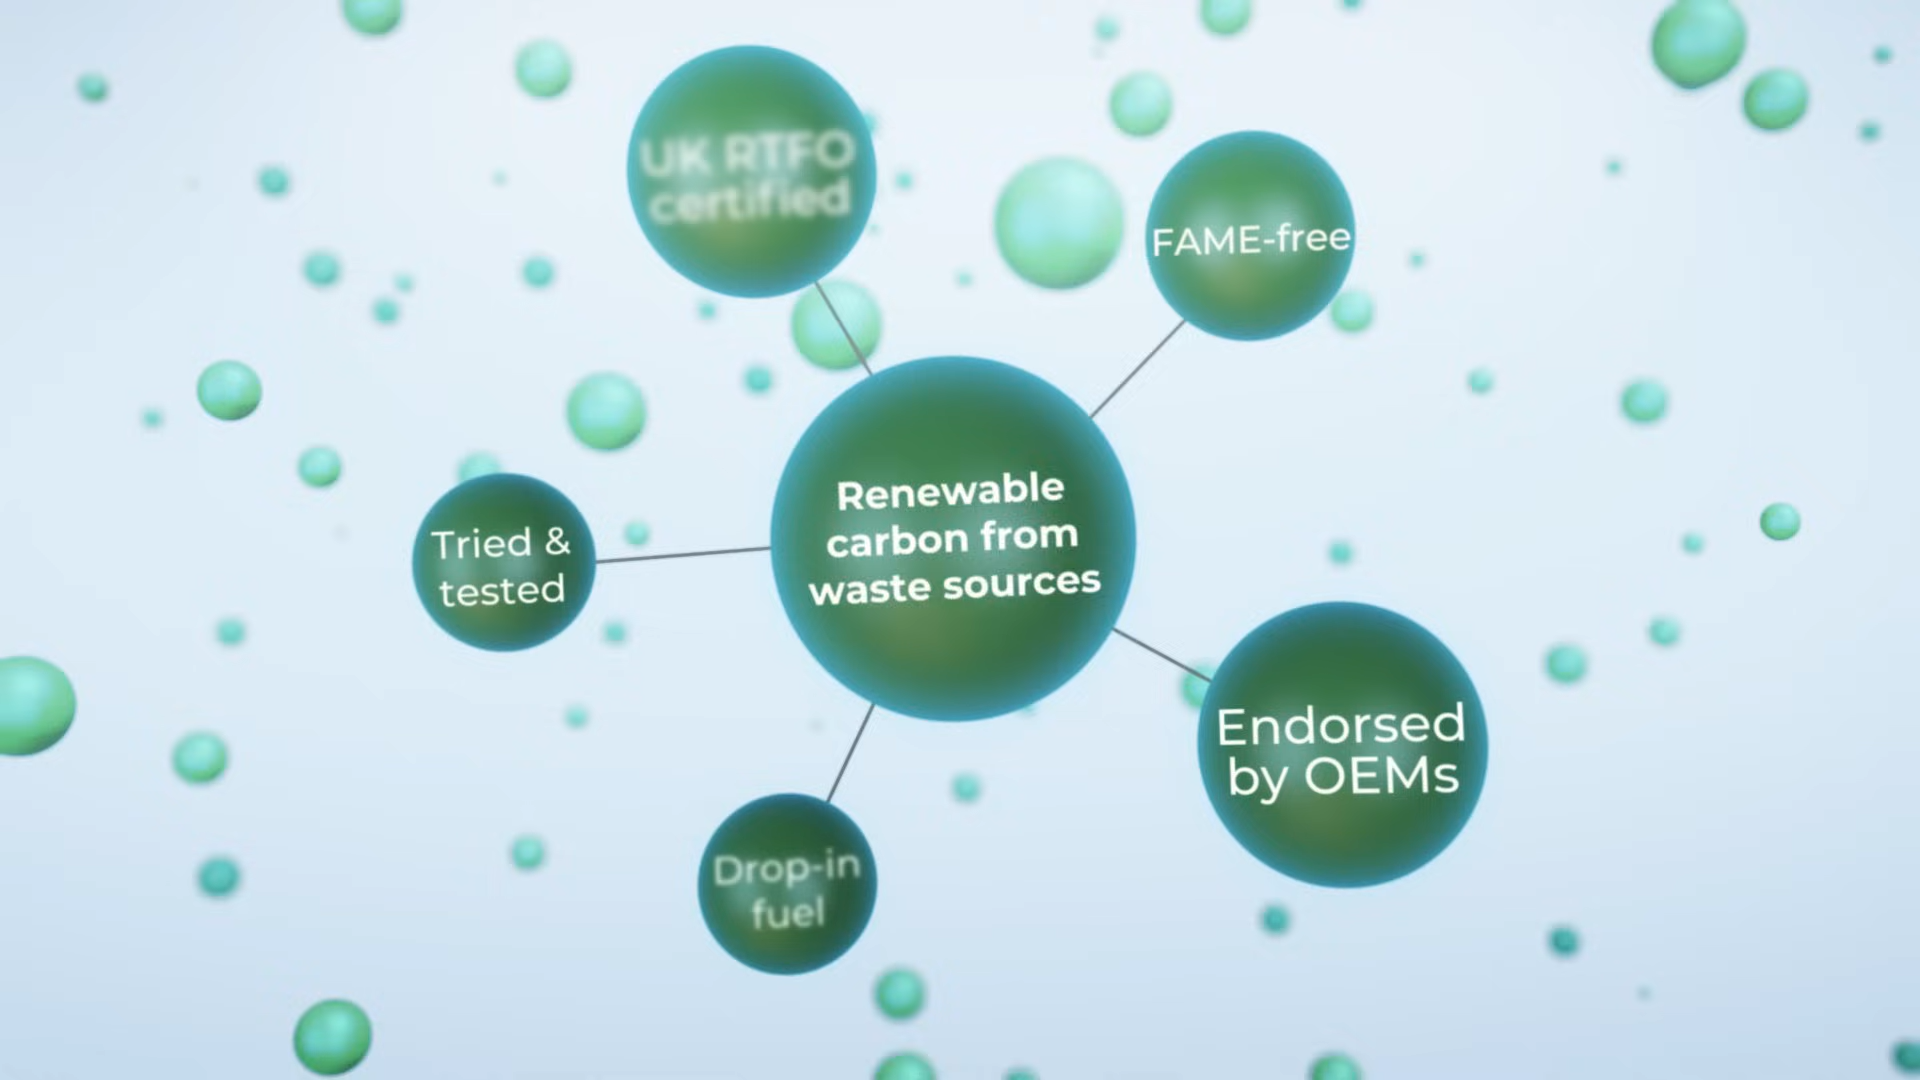 UK RTFO
certified
FAME-free
Renewable
carbon from
waste sources
Tried &
tested
Endorsed
by OEMs
Drop-in
fuel